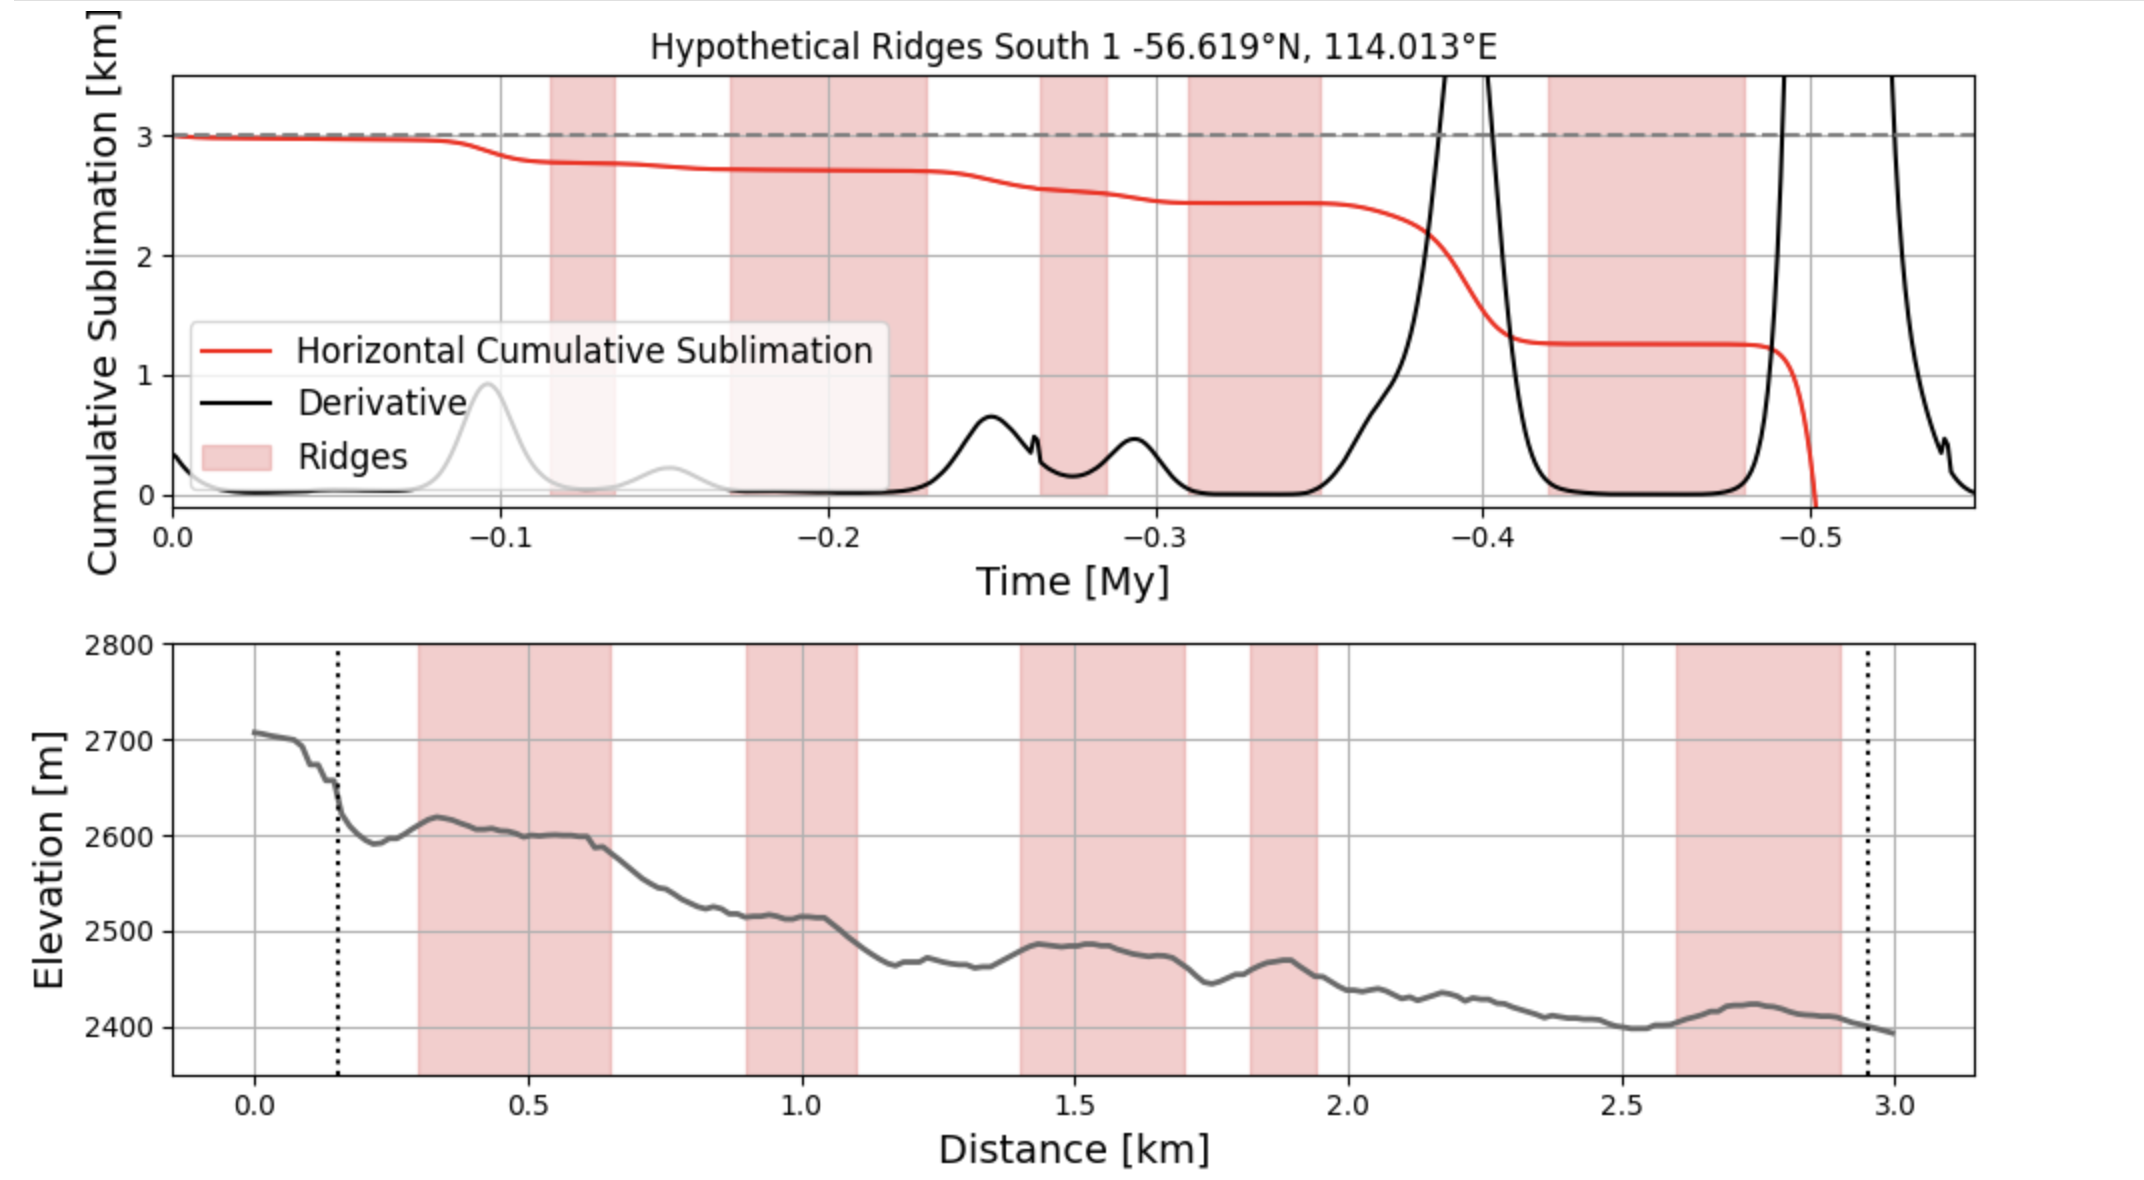 Hypothetical Ridges South 1 -56.619°N, 114.013°E
Cumulative Sublimation [km]
3
2
1
0
Horizontal Cumulative Sublimation
Derivative
Ridges
0.0 −0.1 −0.2 −0.3 −0.4 −0.5
Time [My]
Elevation [m]
2800
2700
2600
2500
2400
0.0 0.5 1.0 1.5 2.0 2.5 3.0
Distance [km]